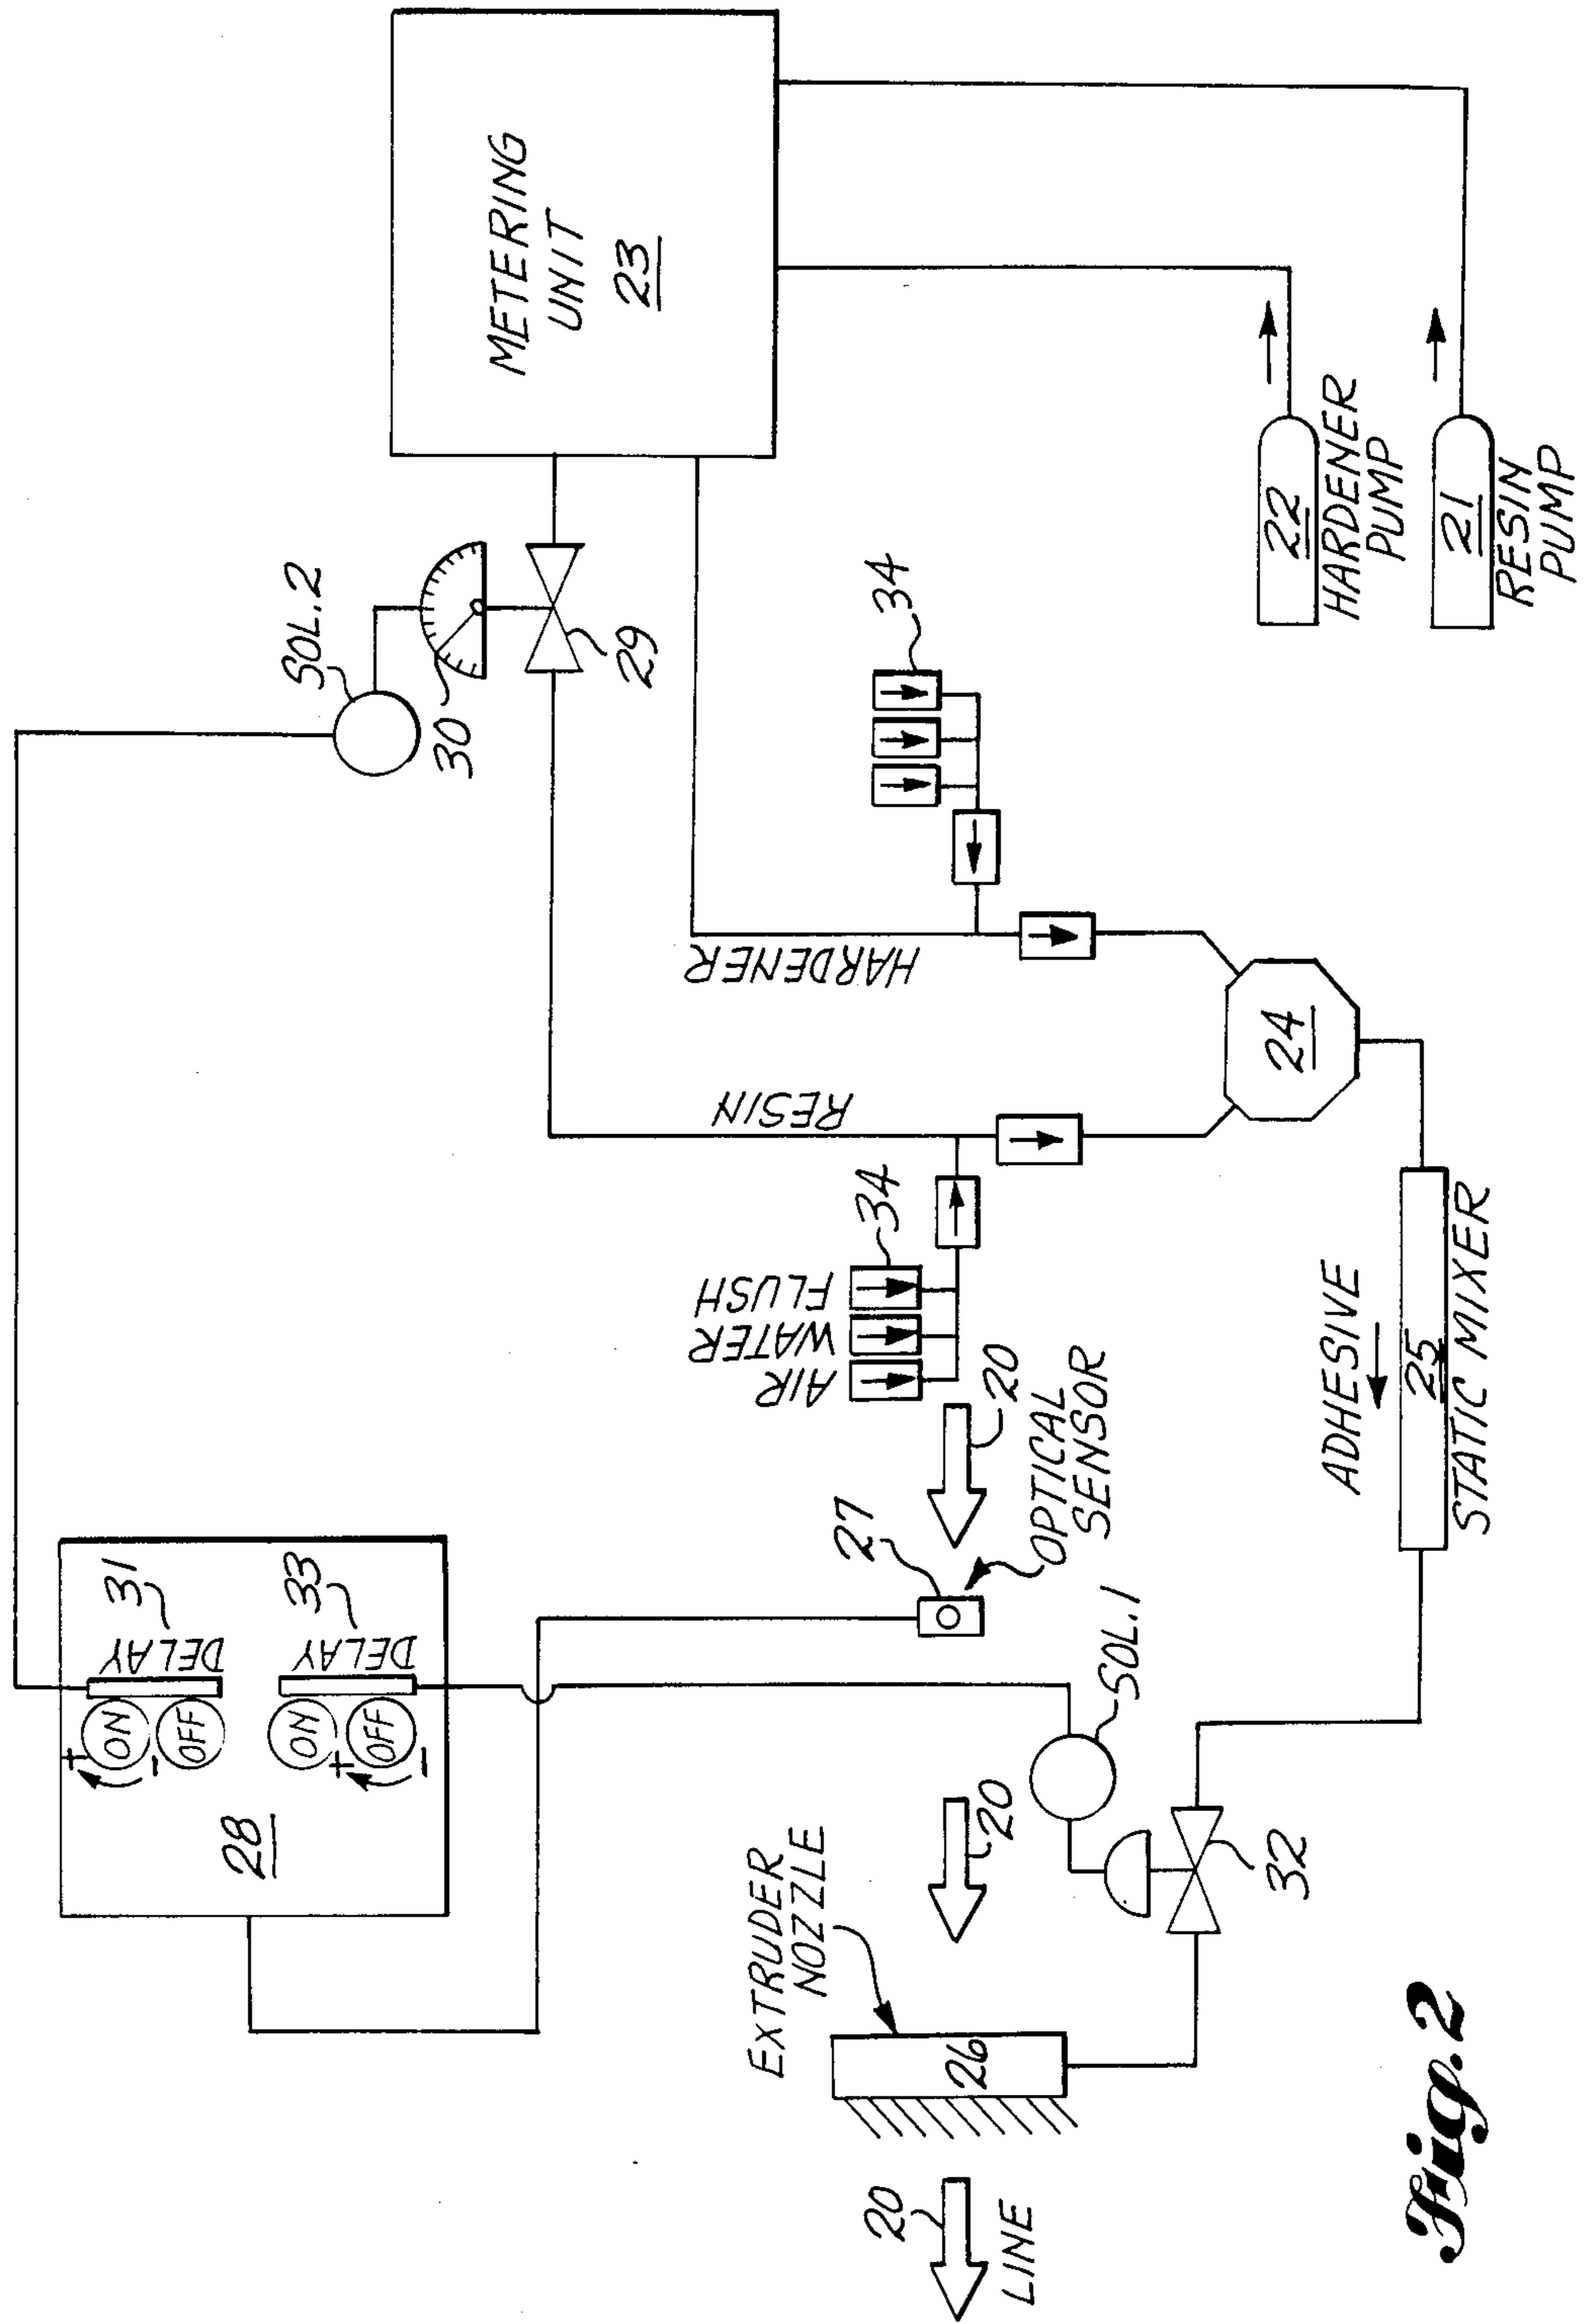 METERING
UNIT
23
SOL.2
30
29
22
HARDENER
PUMP
21
RESIN
PUMP
34
HARDENER
RESIN
24
34
FLUSH
WATER
AIR
ADHESIVE
25
STATIC MIXER
20
OPTICAL
SENSOR
27
31
DELAY
ON
OFF
+
-
33
DELAY
ON
OFF
+
-
28
SOL.1
20
32
EXTRUDER
NOZZLE
26
20
LINE
Fig. 2